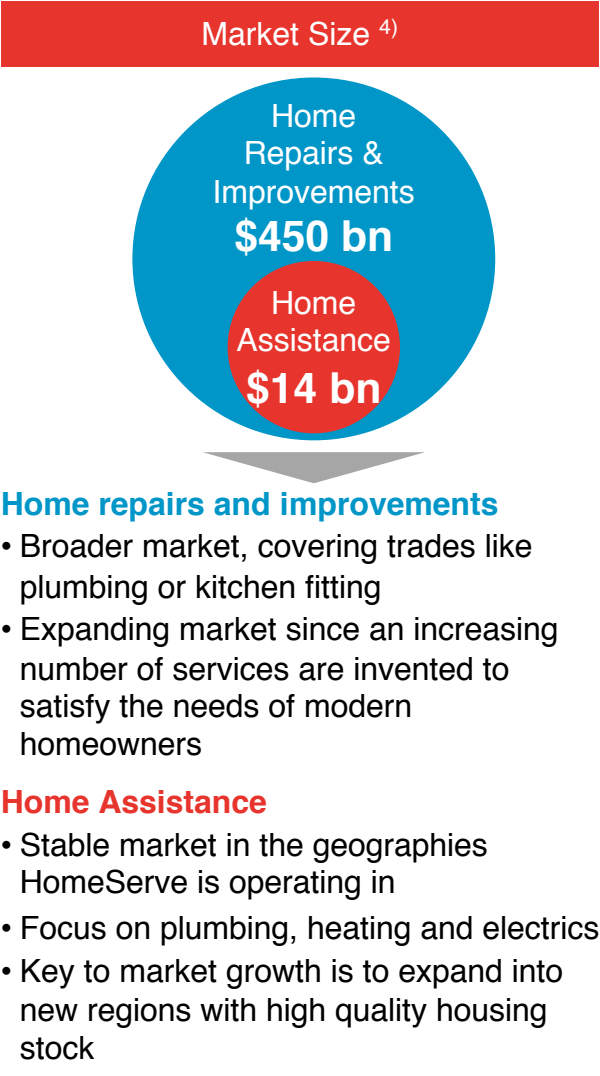 Market Size 4)
Home
Repairs &
Improvements
$450 bn
Home
Assistance
$14 bn
Home repairs and improvements
• Broader market, covering trades like
plumbing or kitchen fitting
• Expanding market since an increasing
number of services are invented to
satisfy the needs of modern
homeowners
Home Assistance
• Stable market in the geographies
HomeServe is operating in
• Focus on plumbing, heating and electrics
• Key to market growth is to expand into
new regions with high quality housing
stock